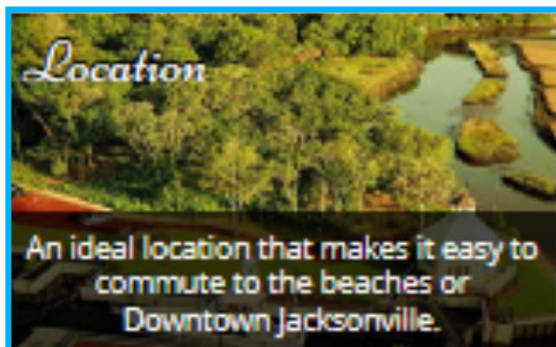 Location
An ideal location that makes it easy to
commute to the beaches or
Downtown Jacksonville.